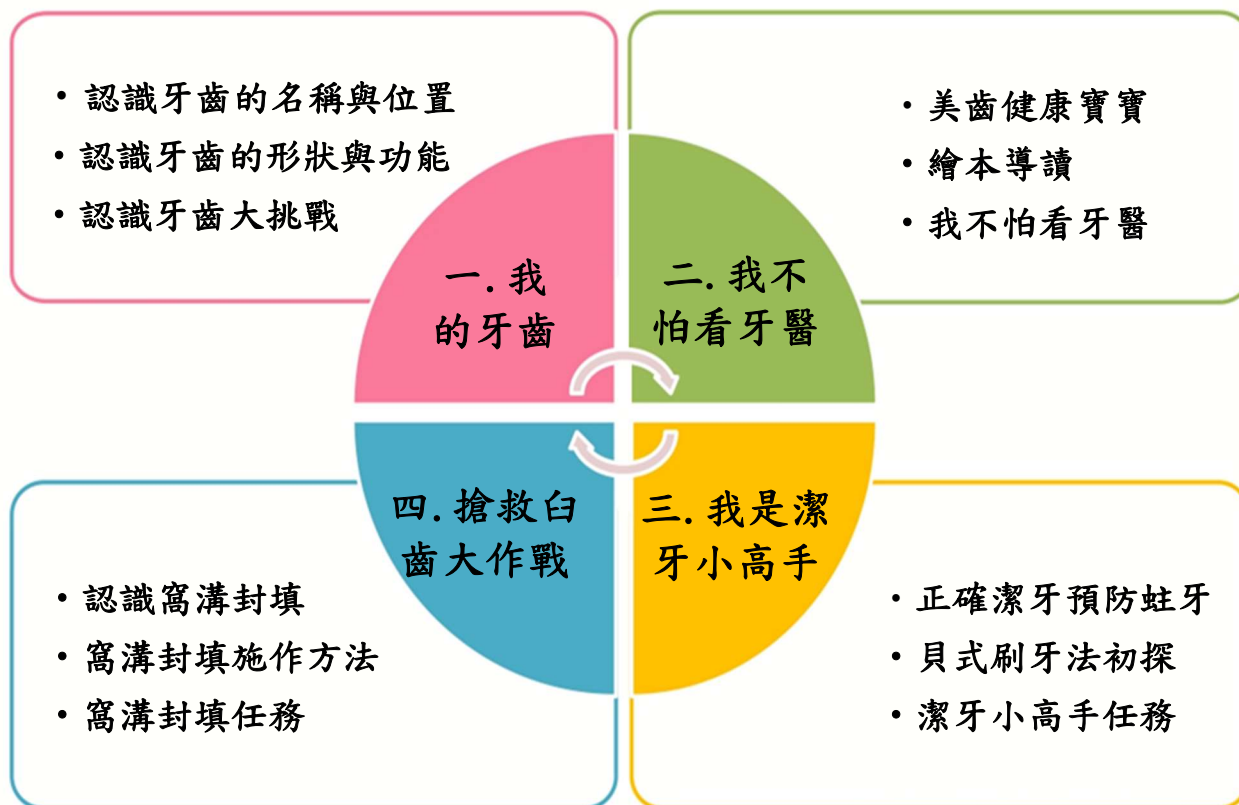 • 認識牙齒的名稱與位置
• 認識牙齒的形狀與功能
• 認識牙齒大挑戰
一.我
的牙齒
• 美齒健康寶寶
• 繪本導讀
• 我不怕看牙醫
二.我不
怕看牙醫
三.我是潔
牙小高手
• 正確潔牙預防蛀牙
• 貝式刷牙法初探
• 潔牙小高手任務
四.搶救臼
齒大作戰
• 認識窩溝封填
• 窩溝封填施作方法
• 窩溝封填任務